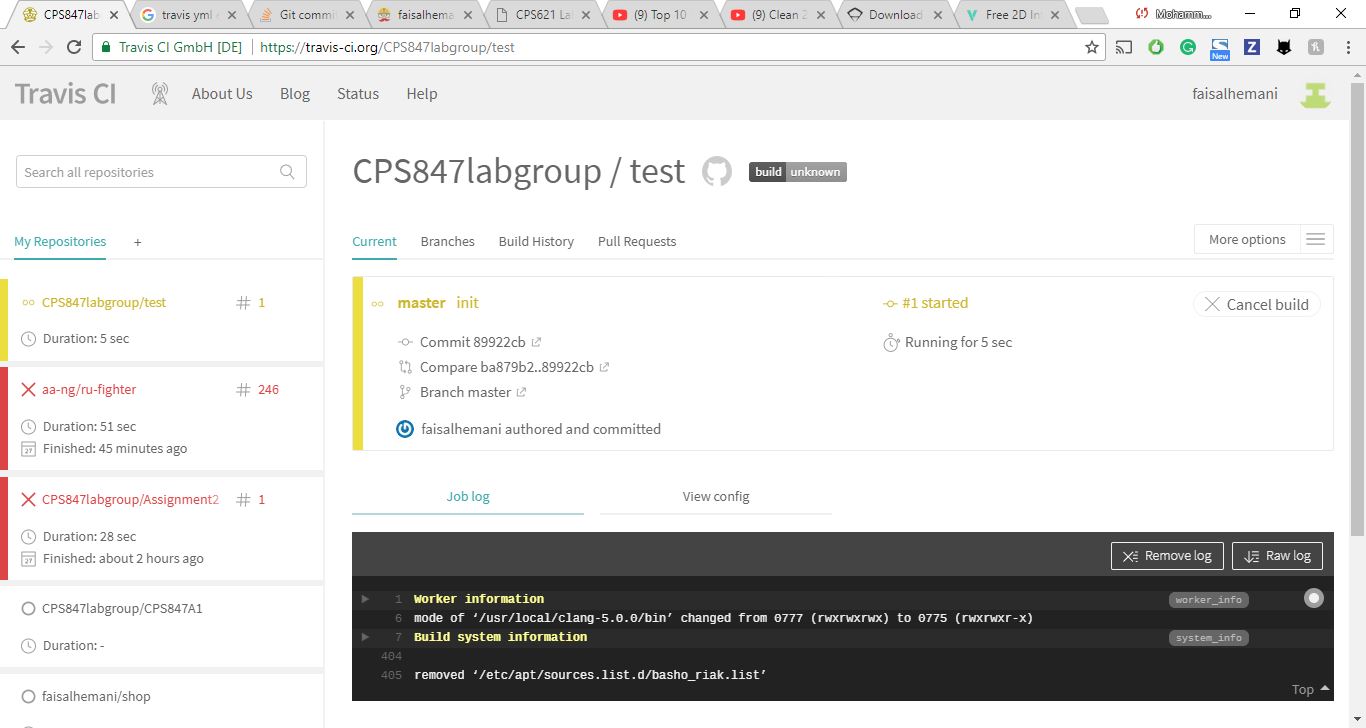 CPS847lab
travis yml
Git commi
faisalhema
CPS621 La
(9) Top 10
(9) Clean 2
Download
Free 2D In
Mohamm...
Travis CI GmbH [DE]
https://travis-ci.org/CPS847labgroup/test
New
Travis CI
About Us
Blog
Status
Help
faisalhemani
Search all repositories
CPS847labgroup / test
build unknown
My Repositories +
Current
Branches
Build History
Pull Requests
More options
CPS847labgroup/test # 1
Duration: 5 sec
aa-ng/ru-fighter # 246
Duration: 51 sec
Finished: 45 minutes ago
CPS847labgroup/Assignment2 # 1
Duration: 28 sec
Finished: about 2 hours ago
CPS847labgroup/CPS847A1
Duration: -
faisalhemani/shop
master init
#1 started
Cancel build
Commit 89922cb
Running for 5 sec
Compare ba879b2..89922cb
Branch master
faisalhemani authored and committed
Job log
View config
Remove log
Raw log
1 Worker information worker_info
6 mode of ‘/usr/local/clang-5.0.0/bin’ changed from 0777 (rwxrwxrwx) to 0775 (rwxrwxr-x)
7 Build system information system_info
404
405 removed ‘/etc/apt/sources.list.d/basho_riak.list’
Top